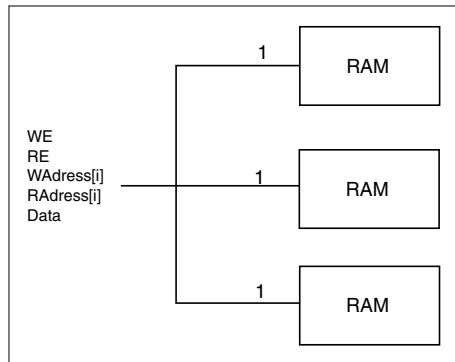 1
RAM
WE
RE
WAdress[i]
RAdress[i]
Data
1
RAM
1
RAM